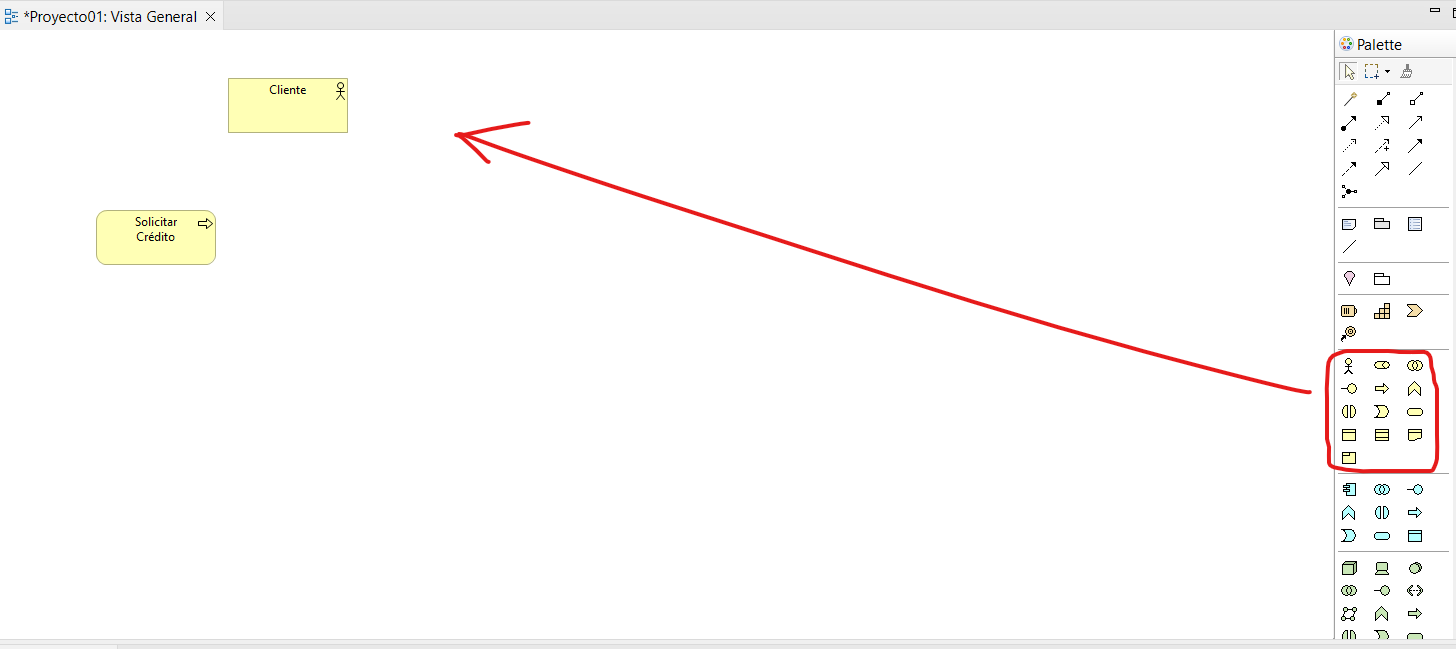 *Proyecto01: Vista General
Palette
Cliente
Solicitar
Crédito